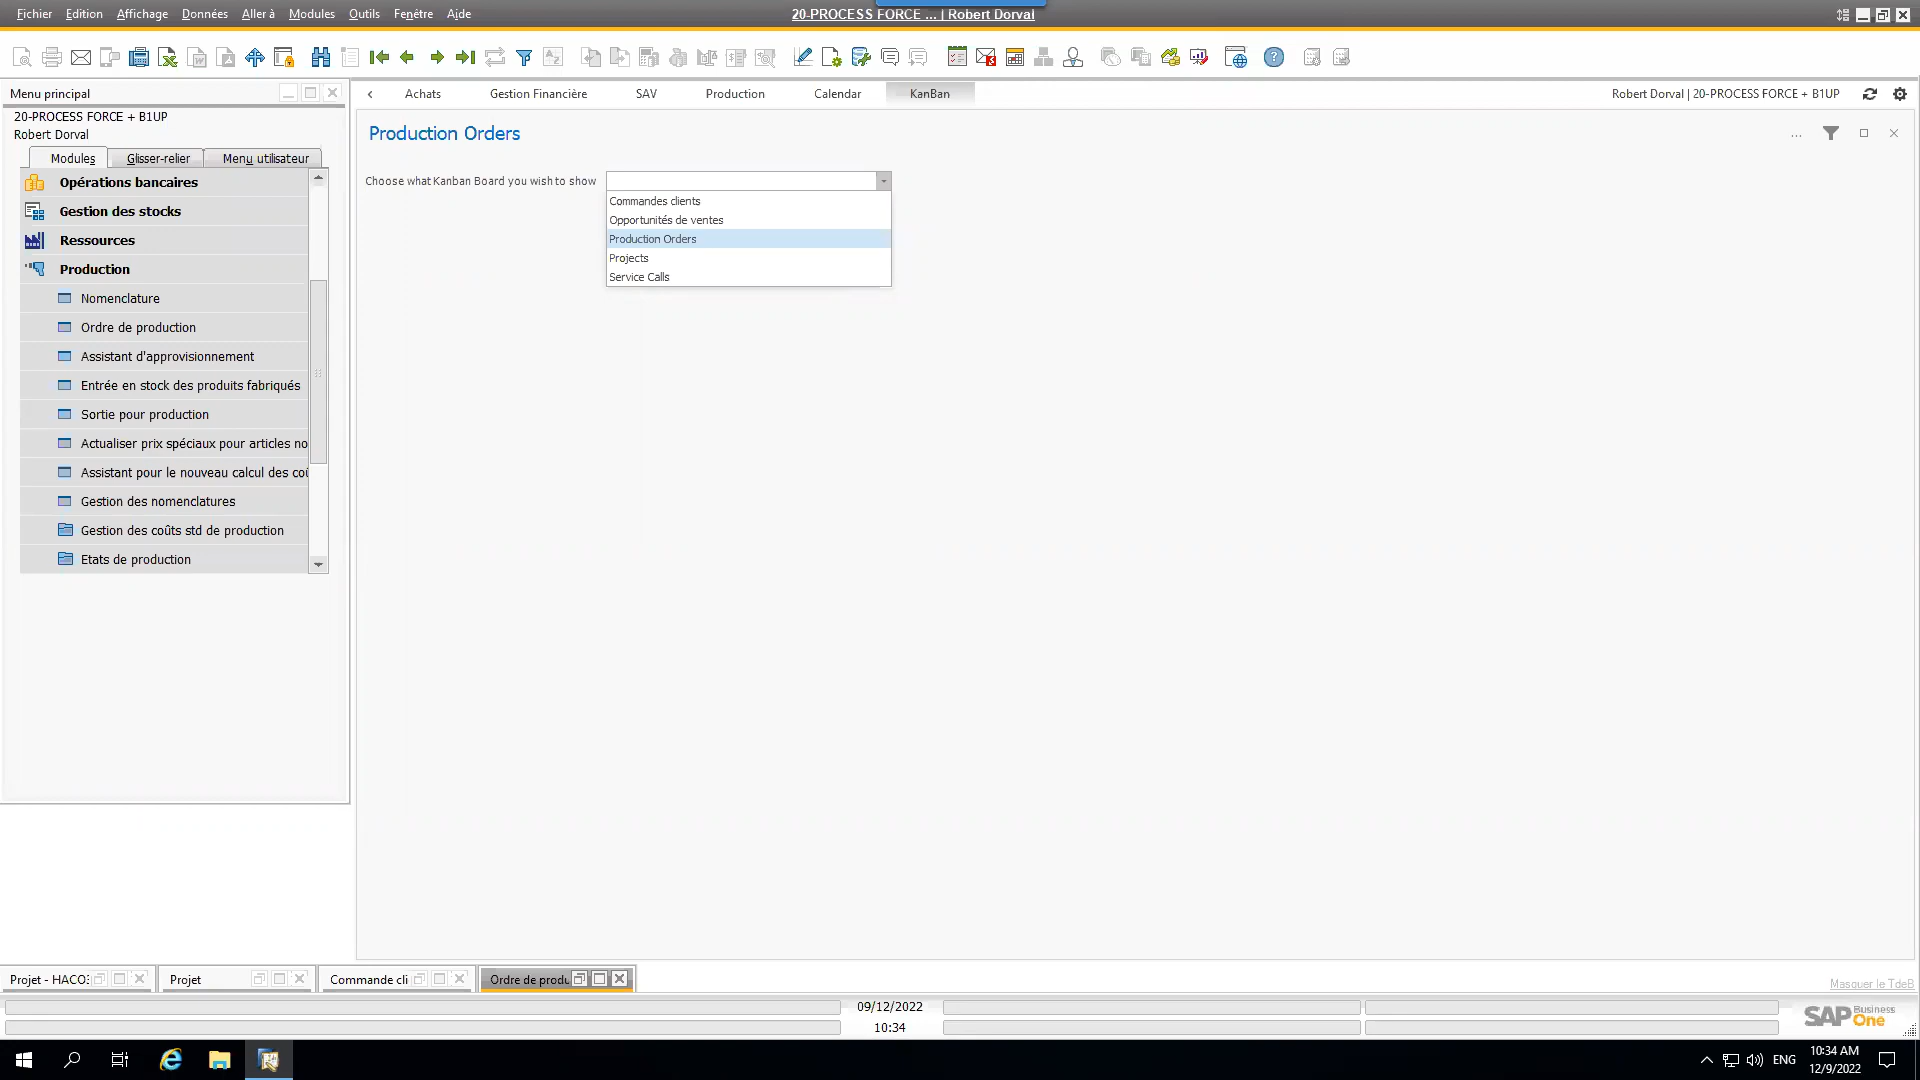 Fichier Edition Affichage Données Aller à Modules Outils Fenêtre Aide
20-PROCESS FORCE ... | Robert Dorval
Menu principal
20-PROCESS FORCE + B1UP
Robert Dorval
Modules Glisser-relier Menu utilisateur
Opérations bancaires
Gestion des stocks
Ressources
Production
Nomenclature
Ordre de production
Assistant d'approvisionnement
Entrée en stock des produits fabriqués
Sortie pour production
Actualiser prix spéciaux pour articles no
Assistant pour le nouveau calcul des coû
Gestion des nomenclatures
Gestion des coûts std de production
Etats de production
Achats Gestion Financière SAV Production Calendar KanBan
Robert Dorval | 20-PROCESS FORCE + B1UP
Production Orders
...
Choose what Kanban Board you wish to show
Commandes clients
Opportunités de ventes
Production Orders
Projects
Service Calls
Projet - HACO Projet Commande cli Ordre de produ
Masquer le TdeB
09/12/2022
10:34
SAP Business One
ENG
10:34 AM
12/9/2022